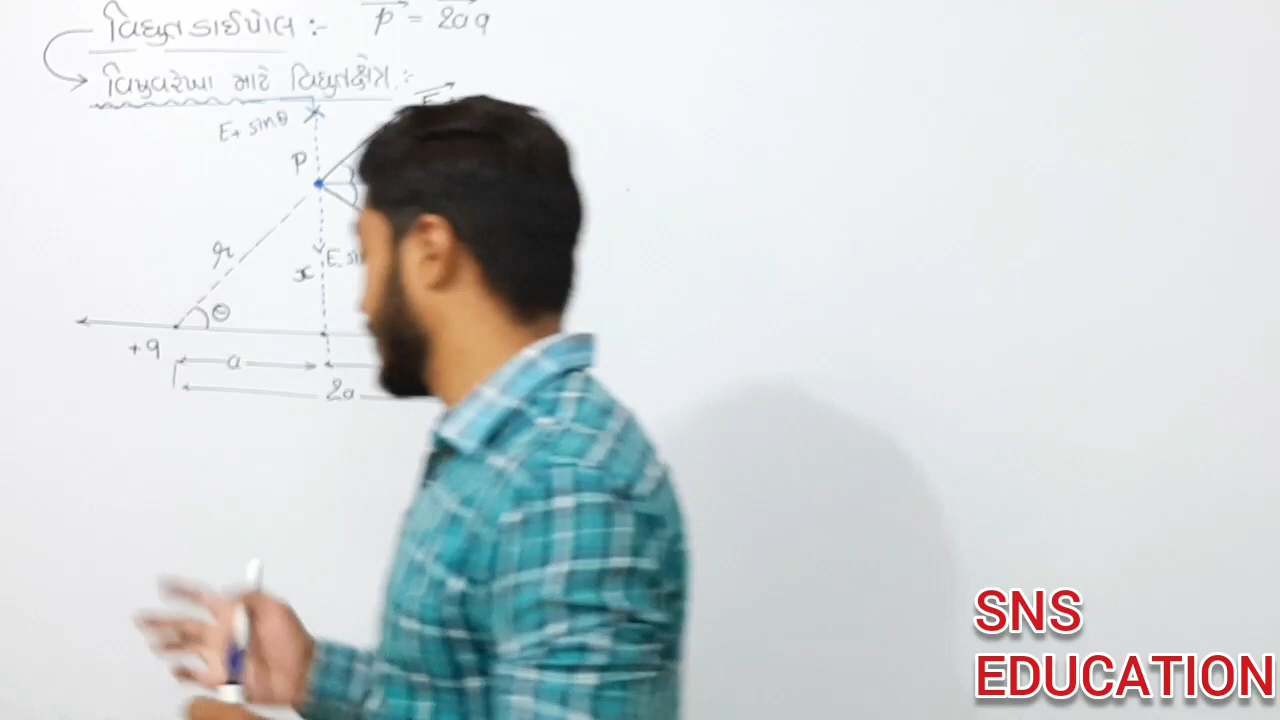 વિદ્યુત ડાઈપોલ :- p = 2aq
વિષુવરેખા માટે વિદ્યુતક્ષેત્ર :-
E+ sinθ
P
r
x
θ
+q
a
2a
SNS
EDUCATION